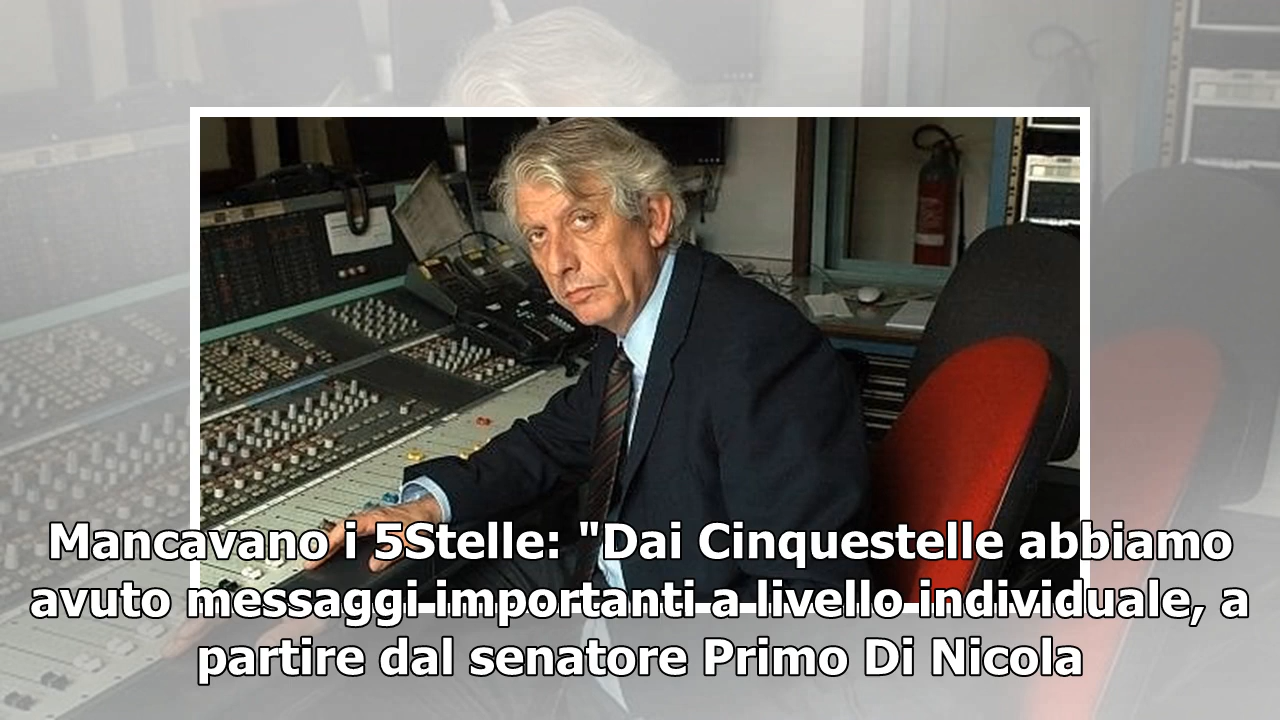 Mancavano i 5Stelle: "Dai Cinquestelle abbiamo
avuto messaggi importanti a livello individuale, a
partire dal senatore Primo Di Nicola